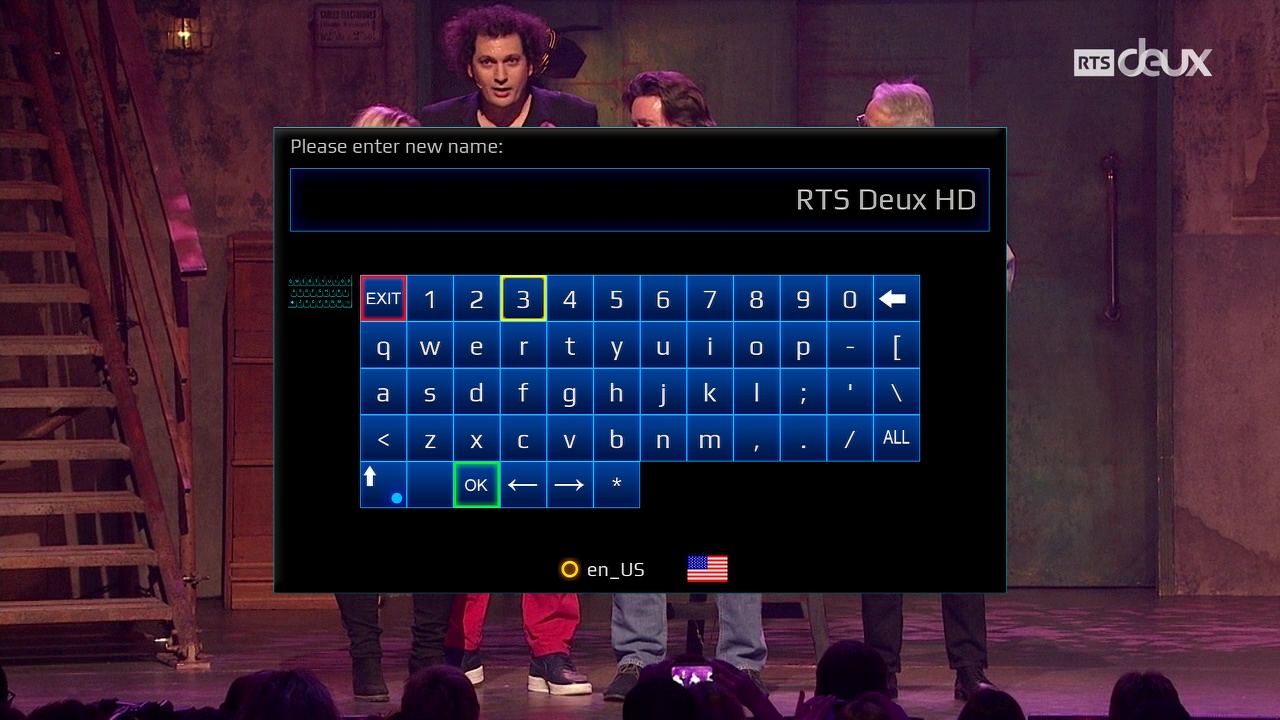 RTS deux
Please enter new name:
RTS Deux HD
EXIT 1 2 3 4 5 6 7 8 9 0
q w e r t y u i o p - [
a s d f g h j k l ; ' \
< z x c v b n m , . / ALL
OK ← → *
en_US